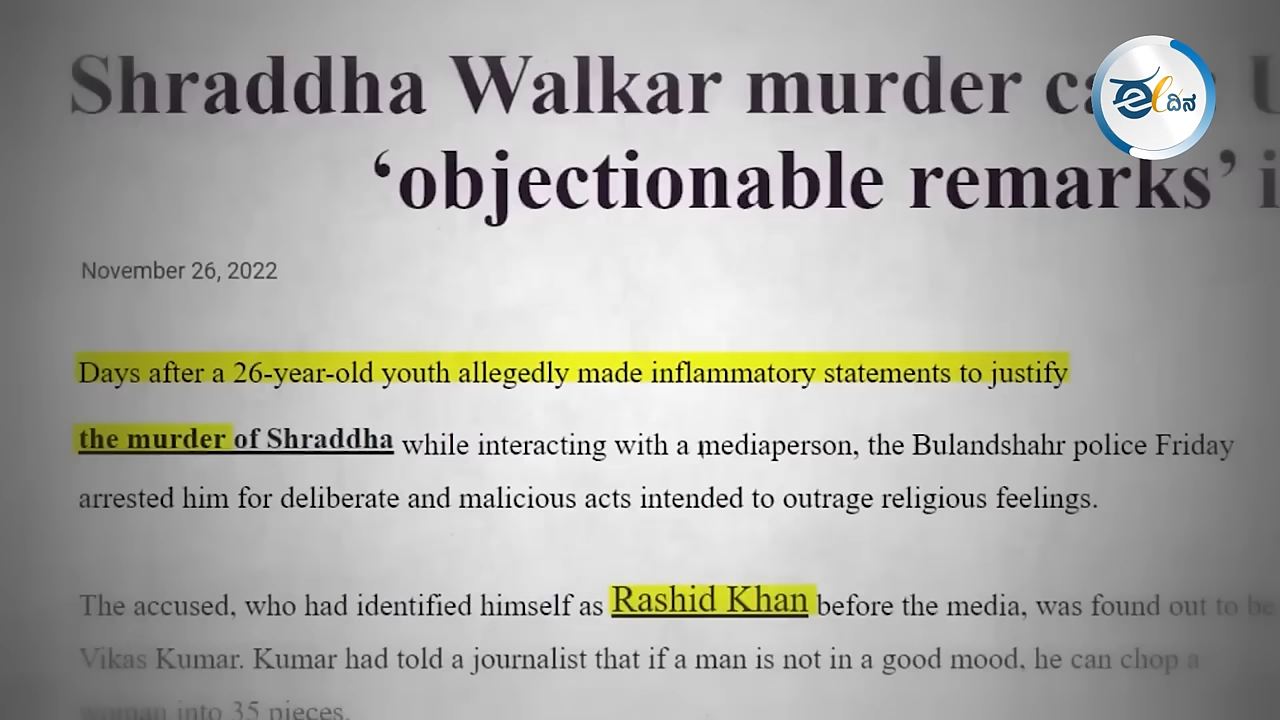 Shraddha Walkar murder
‘objectionable remarks’
ಈ ದಿನ
November 26, 2022
Days after a 26-year-old youth allegedly made inflammatory statements to justify
the murder of Shraddha while interacting with a mediaperson, the Bulandshahr police Friday
arrested him for deliberate and malicious acts intended to outrage religious feelings.
The accused, who had identified himself as Rashid Khan before the media, was found out to be
Vikas Kumar. Kumar had told a journalist that if a man is not in a good mood, he can chop a
woman into 35 pieces.